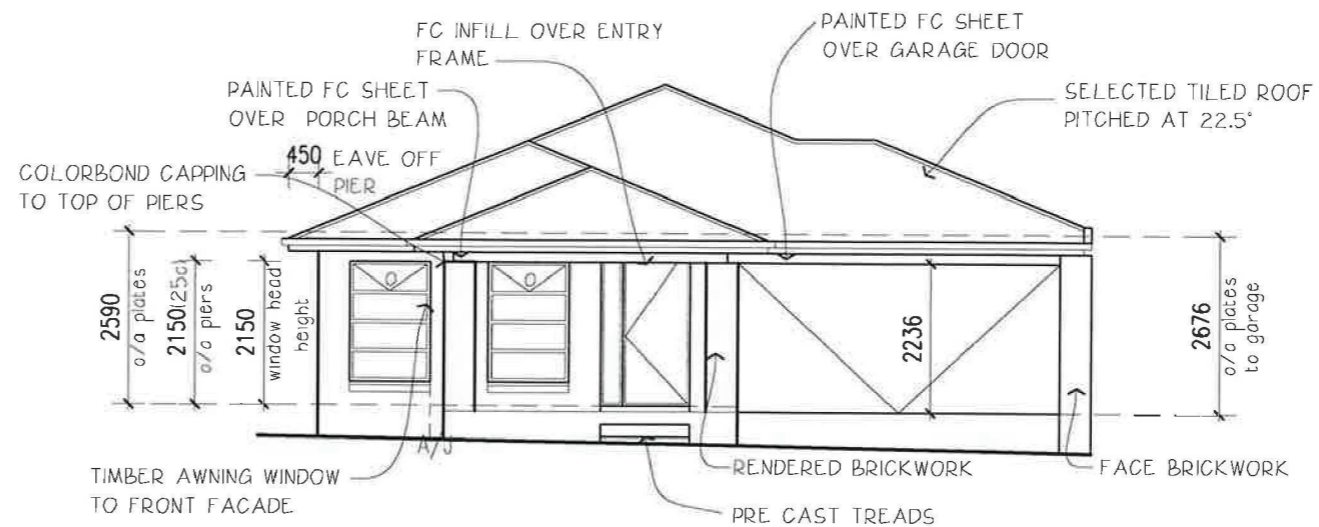 FC INFILL OVER ENTRY
FRAME
PAINTED FC SHEET
OVER GARAGE DOOR
PAINTED FC SHEET
OVER PORCH BEAM
SELECTED TILED ROOF
PITCHED AT 22.5°
450 EAVE OFF
PIER
COLORBOND CAPPING
TO TOP OF PIERS
2590
o/a plates
2150(25c)
o/a piers
2150
window head
height
O
O
2236
2676
o/a plates
to garage
A/J
TIMBER AWNING WINDOW
TO FRONT FACADE
RENDERED BRICKWORK
FACE BRICKWORK
PRE CAST TREADS